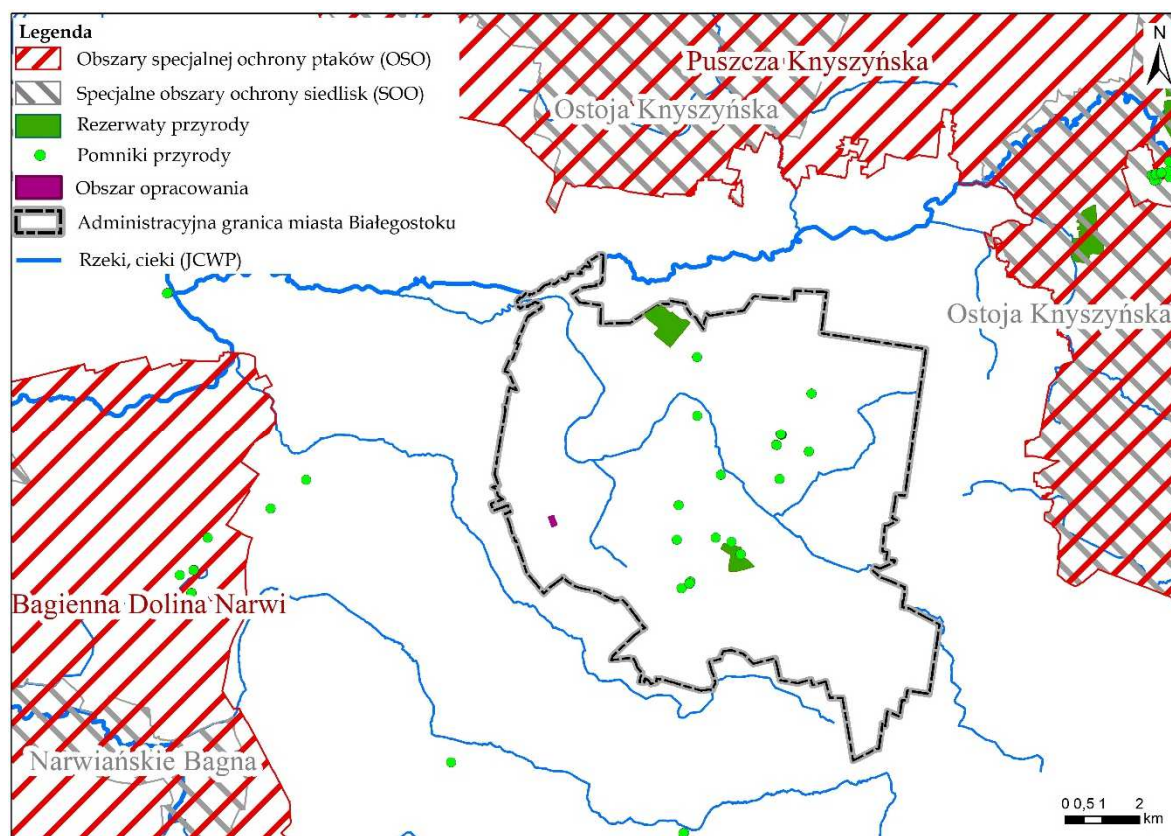 Legenda
Obszary specjalnej ochrony ptaków (OSO)
Specjalne obszary ochrony siedlisk (SOO)
Rezerwaty przyrody
Pomniki przyrody
Obszar opracowania
Administracyjna granica miasta Białegostoku
Rzeki, cieki (JCWP)
Puszcza Knyszyńska
Ostoja Knyszyńska
N
Ostoja Knyszyńska
Bagienna Dolina Narwi
Narwiańskie Bagna
0 0,5 1 2
km